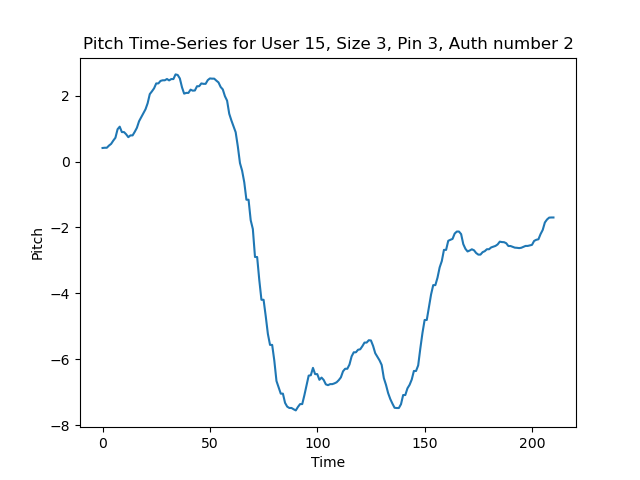 Pitch Time-Series for User 15, Size 3, Pin 3, Auth number 2
2
0
−2
−4
−6
−8
Pitch
0 50 100 150 200
Time